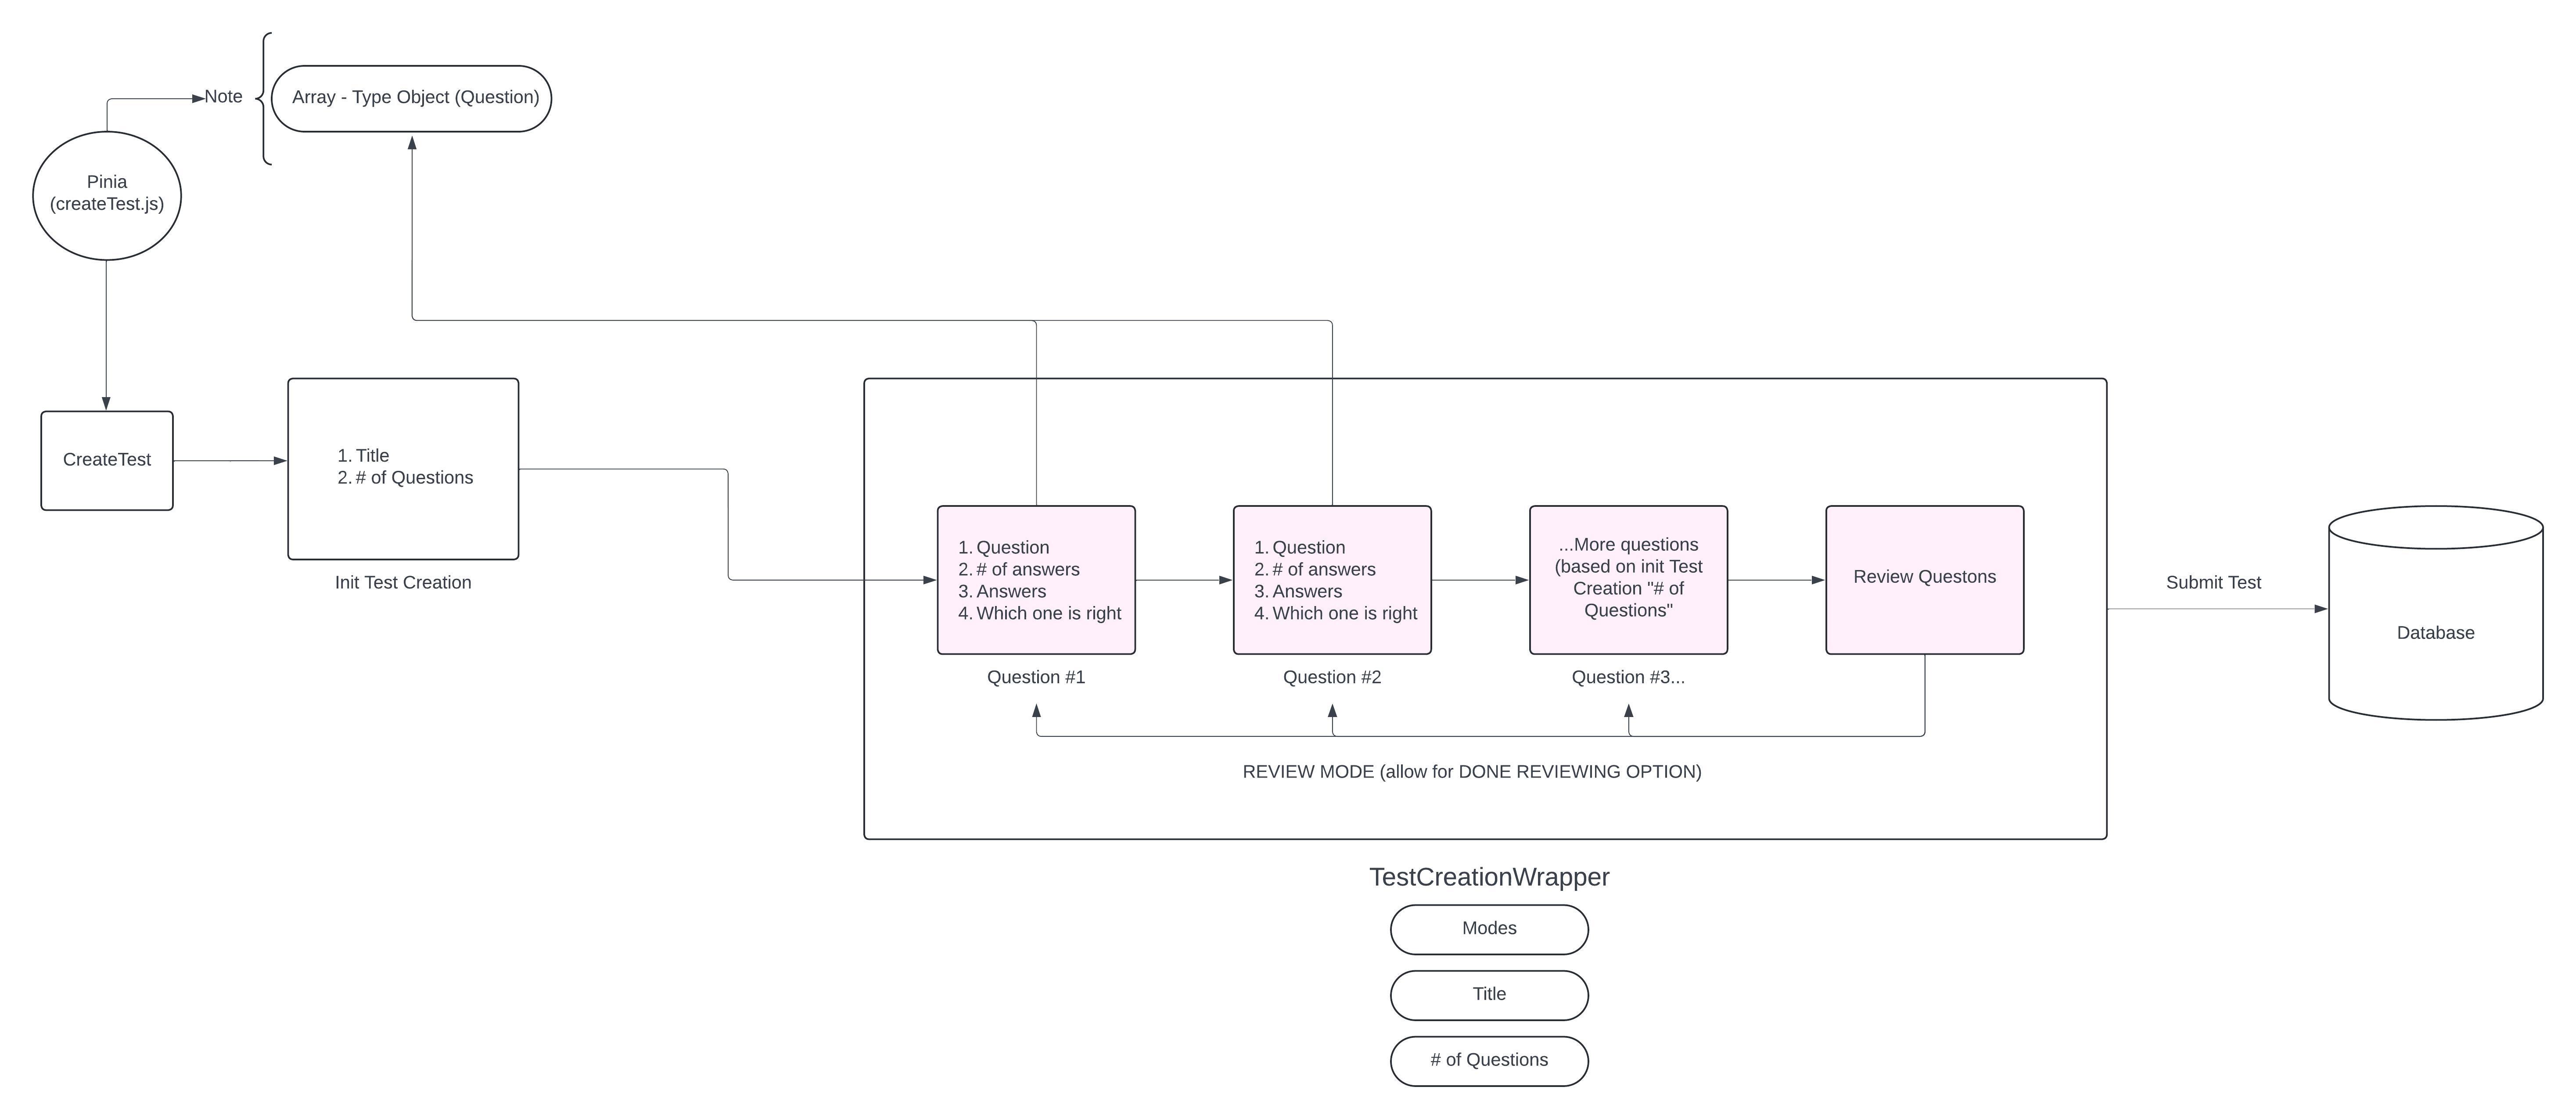 Note
Array - Type Object (Question)
Pinia
(createTest.js)
CreateTest
1. Title
2. # of Questions
Init Test Creation
1. Question
2. # of answers
3. Answers
4. Which one is right
Question #1
1. Question
2. # of answers
3. Answers
4. Which one is right
Question #2
...More questions
(based on init Test
Creation "# of
Questions"
Question #3...
Review Questons
REVIEW MODE (allow for DONE REVIEWING OPTION)
Submit Test
Database
TestCreationWrapper
Modes
Title
# of Questions